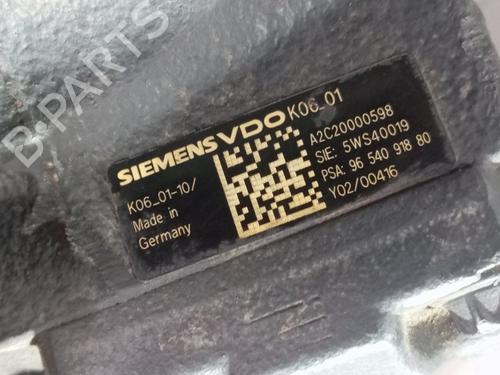 B-PARTS
SIEMENS VDO K06_01
A2C20000598
SIE: 5WS40019
PSA: 96 540 918 80
Y02/00416
K06_01-10/
Made in
Germany